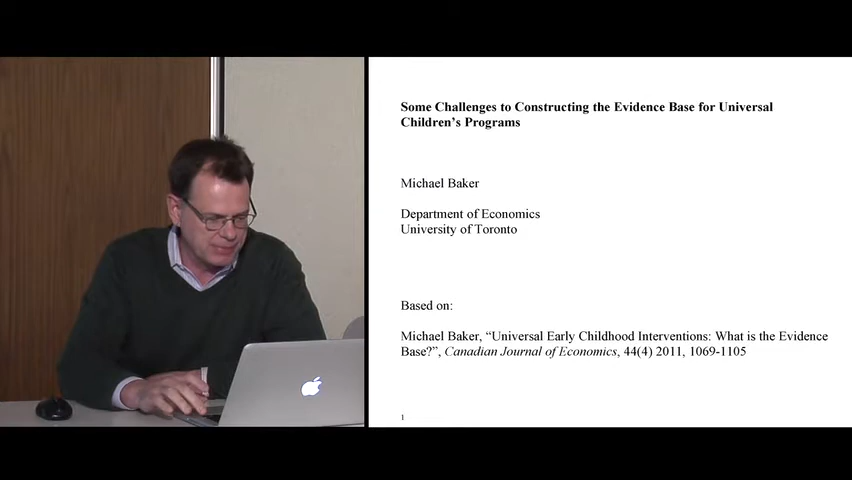 Some Challenges to Constructing the Evidence Base for Universal
Children's Programs
Michael Baker
Department of Economics
University of Toronto
Based on:
Michael Baker, “Universal Early Childhood Interventions: What is the Evidence
Base?”, Canadian Journal of Economics, 44(4) 2011, 1069-1105
1